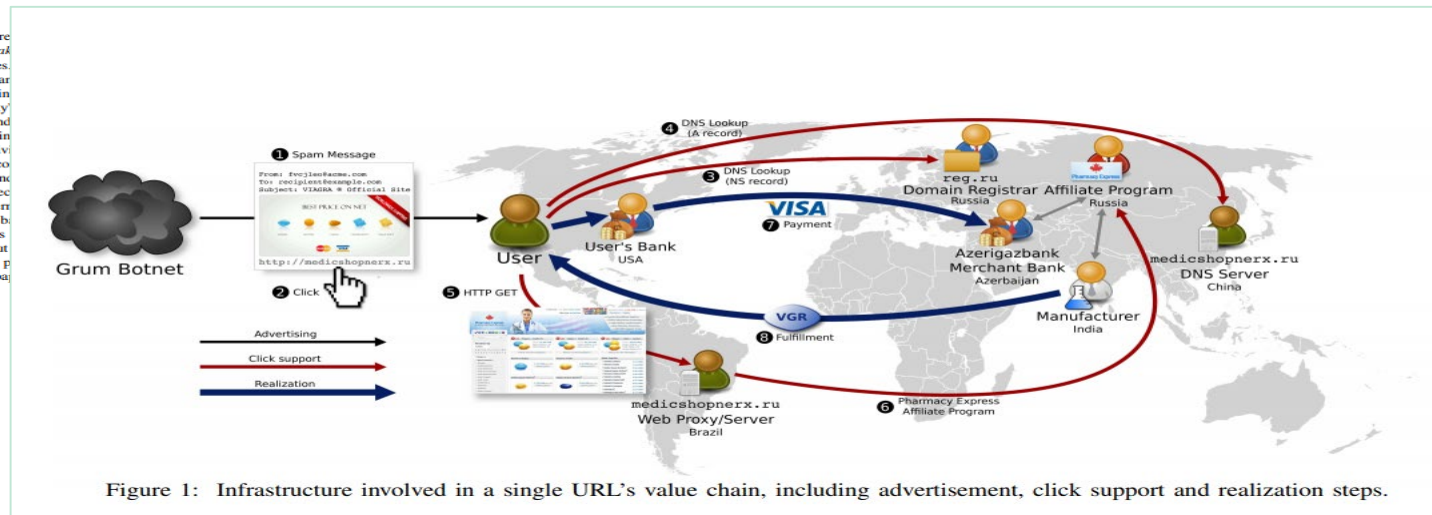 4 DNS Lookup
(A record)
1 Spam Message
From: fvcjlen@acme.com
To: recipient@example.com
Subject: VIAGRA ® Official Site
BEST PRICE ON NET
http://medicshopnerx.ru
2 Click
Grum Botnet
3 DNS Lookup
(NS record)
reg.ru
Domain Registrar
Russia
Pharmacy Express
Affiliate Program
Russia
User
User's Bank
USA
VISA
7 Payment
Azerigazbank
Merchant Bank
Azerbaijan
medicshopnerx.ru
DNS Server
China
5 HTTP GET
Manufacturer
India
VGR
8 Fulfillment
Advertising
Click support
Realization
medicshopnerx.ru
Web Proxy/Server
Brazil
6 Pharmacy Express
Affiliate Program
Figure 1: Infrastructure involved in a single URL's value chain, including advertisement, click support and realization steps.